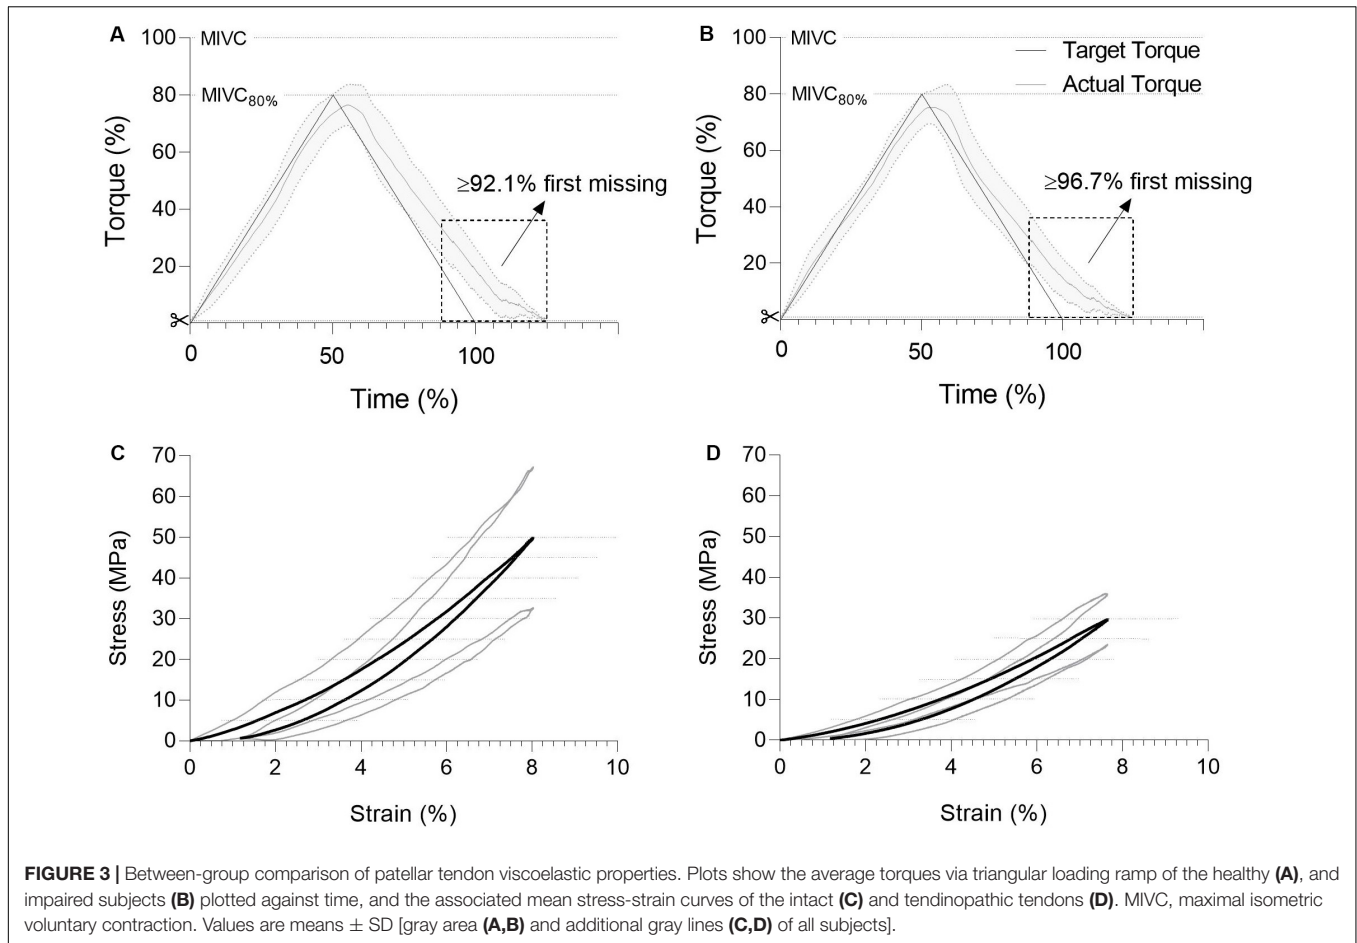 A
100
MIVC
80
MIVC80%
60
40
20
≥92.1% first missing
Torque (%)
0
50
100
Time (%)
B
100
MIVC
Target Torque
Actual Torque
80
MIVC80%
60
40
20
≥96.7% first missing
Torque (%)
0
50
100
Time (%)
C
70
60
50
40
30
20
10
0
Stress (MPa)
0 2 4 6 8 10
Strain (%)
D
70
60
50
40
30
20
10
0
Stress (MPa)
0 2 4 6 8 10
Strain (%)
FIGURE 3 | Between-group comparison of patellar tendon viscoelastic properties. Plots show the average torques via triangular loading ramp of the healthy (A), and
impaired subjects (B) plotted against time, and the associated mean stress-strain curves of the intact (C) and tendinopathic tendons (D). MIVC, maximal isometric
voluntary contraction. Values are means ± SD [gray area (A,B) and additional gray lines (C,D) of all subjects].